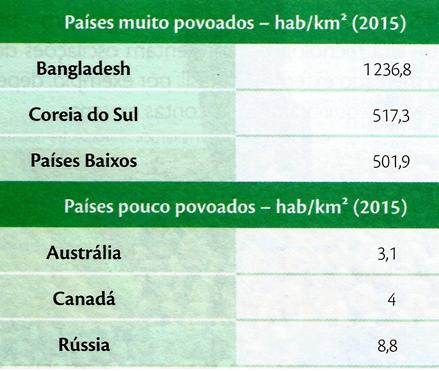 Países muito povoados – hab/km² (2015)
Bangladesh 1 236,8
Coreia do Sul 517,3
Países Baixos 501,9
Países pouco povoados – hab/km² (2015)
Austrália 3,1
Canadá 4
Rússia 8,8